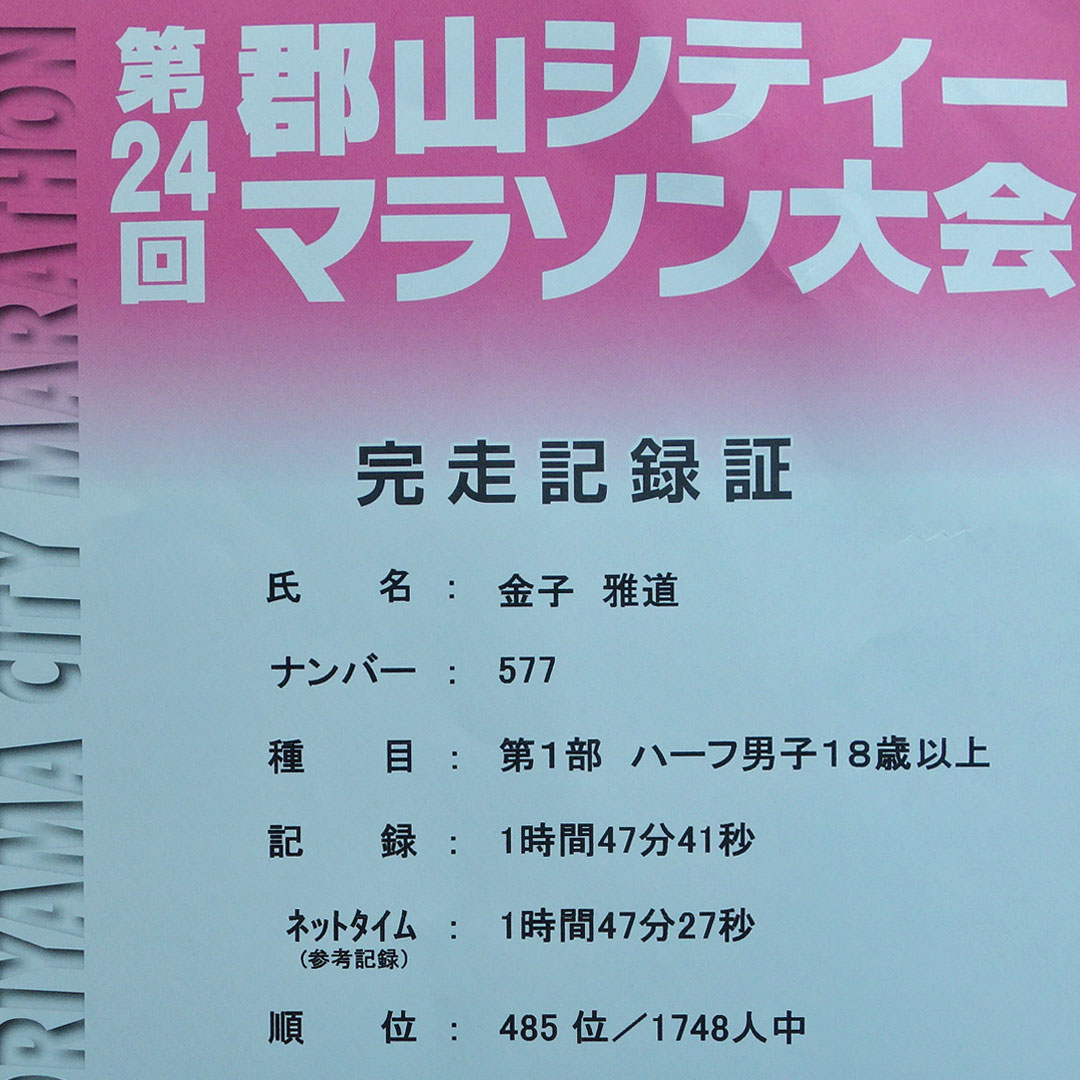 第24回
郡山シティー
マラソン大会
ORIYAMA CITY MARATHON
完走記録証
氏名：金子　雅道
ナンバー：577
種目：第1部　ハーフ男子18歳以上
記録：1時間47分41秒
ネットタイム：1時間47分27秒
(参考記録)
順位：485位／1748人中